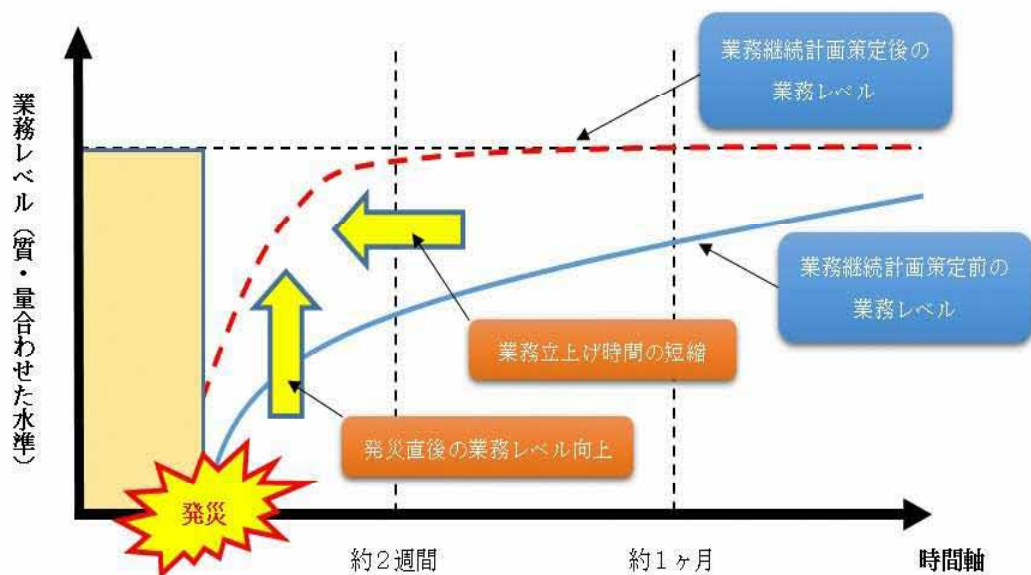 業務継続計画策定後の
業務レベル
業務レベル（質・量合わせた水準）
業務継続計画策定前の
業務レベル
業務立上げ時間の短縮
発災直後の業務レベル向上
発災
約２週間
約１ヶ月
時間軸